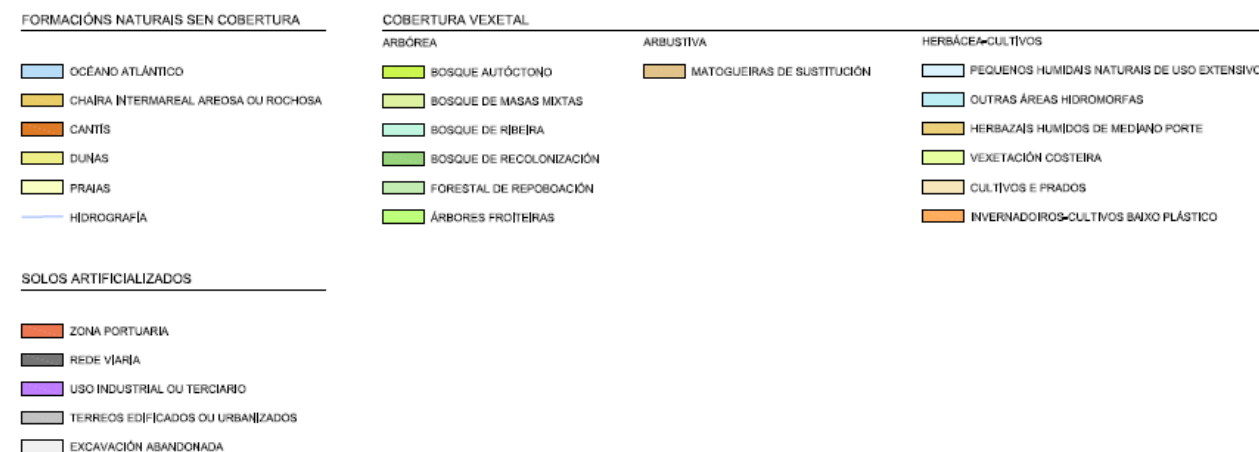 FORMACIÓNS NATURAIS SEN COBERTURA
OCÉANO ATLÁNTICO
CHAÍRA INTERMAREAL AREOSA OU ROCHOSA
CANTÍS
DUNAS
PRAIAS
HIDROGRAFÍA
COBERTURA VEXETAL
ARBÓREA
BOSQUE AUTÓCTONO
BOSQUE DE MASAS MIXTAS
BOSQUE DE RIBEIRA
BOSQUE DE RECOLONIZACIÓN
FORESTAL DE REPOBOACIÓN
ÁRBORES FROITEIRAS
ARBUSTIVA
MATOGUEIRAS DE SUSTITUCIÓN
HERBÁCEA-CULTIVOS
PEQUENOS HUMIDAIS NATURAIS DE USO EXTENSIVO
OUTRAS ÁREAS HIDROMORFAS
HERBAZAIS HUMIDOS DE MEDIANO PORTE
VEXETACIÓN COSTEIRA
CULTIVOS E PRADOS
INVERNADOIROS-CULTIVOS BAIXO PLÁSTICO
SOLOS ARTIFICIALIZADOS
ZONA PORTUARIA
REDE VIARIA
USO INDUSTRIAL OU TERCIARIO
TERREOS EDIFICADOS OU URBANIZADOS
EXCAVACIÓN ABANDONADA